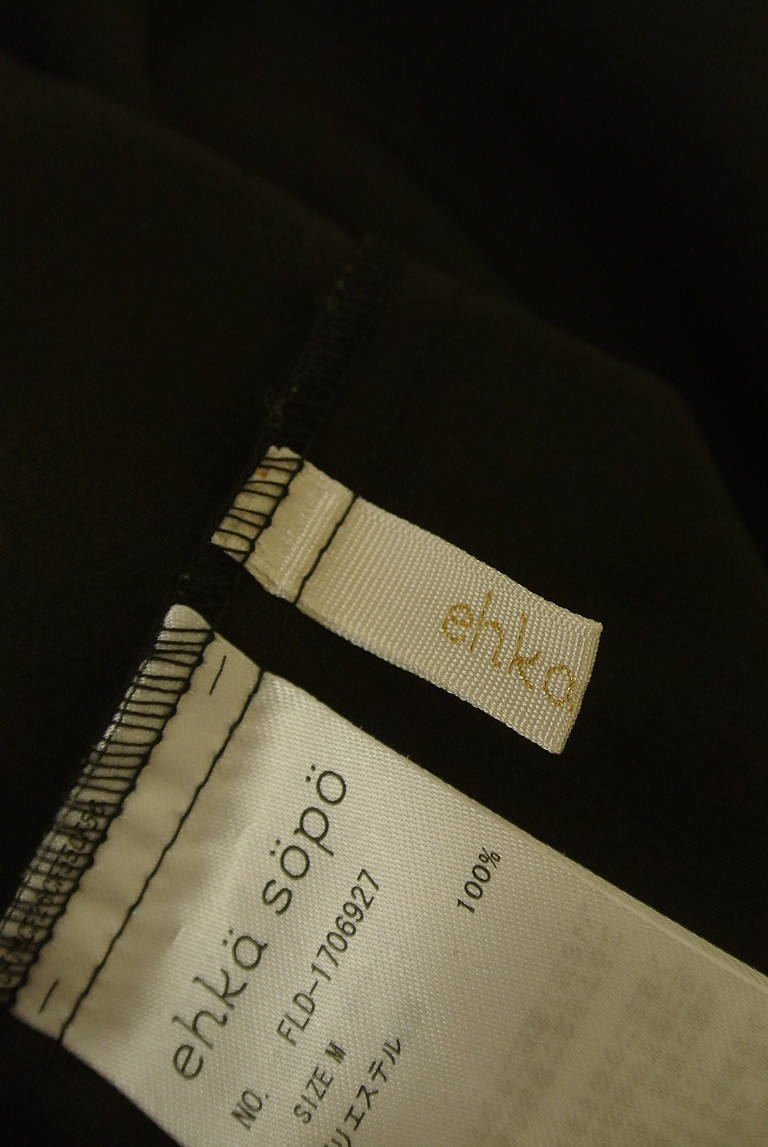 ehka
ehkä söpö
NO. FLD-1706927
SIZE M
リエステル 100%